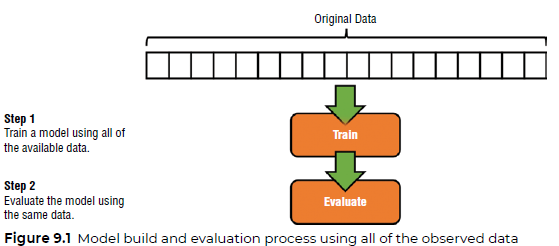 Original Data
Step 1
Train a model using all of
the available data.
Train
Step 2
Evaluate the model using
the same data.
Evaluate
Figure 9.1 Model build and evaluation process using all of the observed data